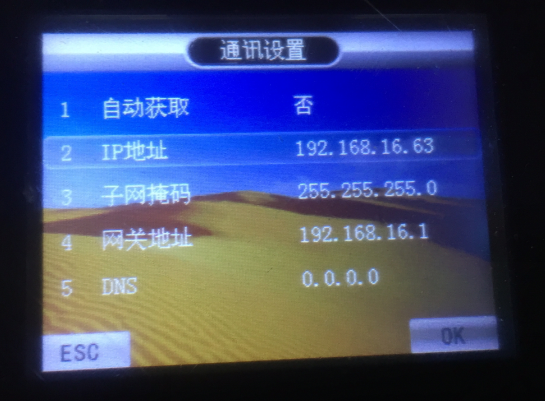 通讯设置
1 自动获取 否
2 IP地址 192.168.16.63
3 子网掩码 255.255.255.0
4 网关地址 192.168.16.1
5 DNS 0.0.0.0
ESC OK